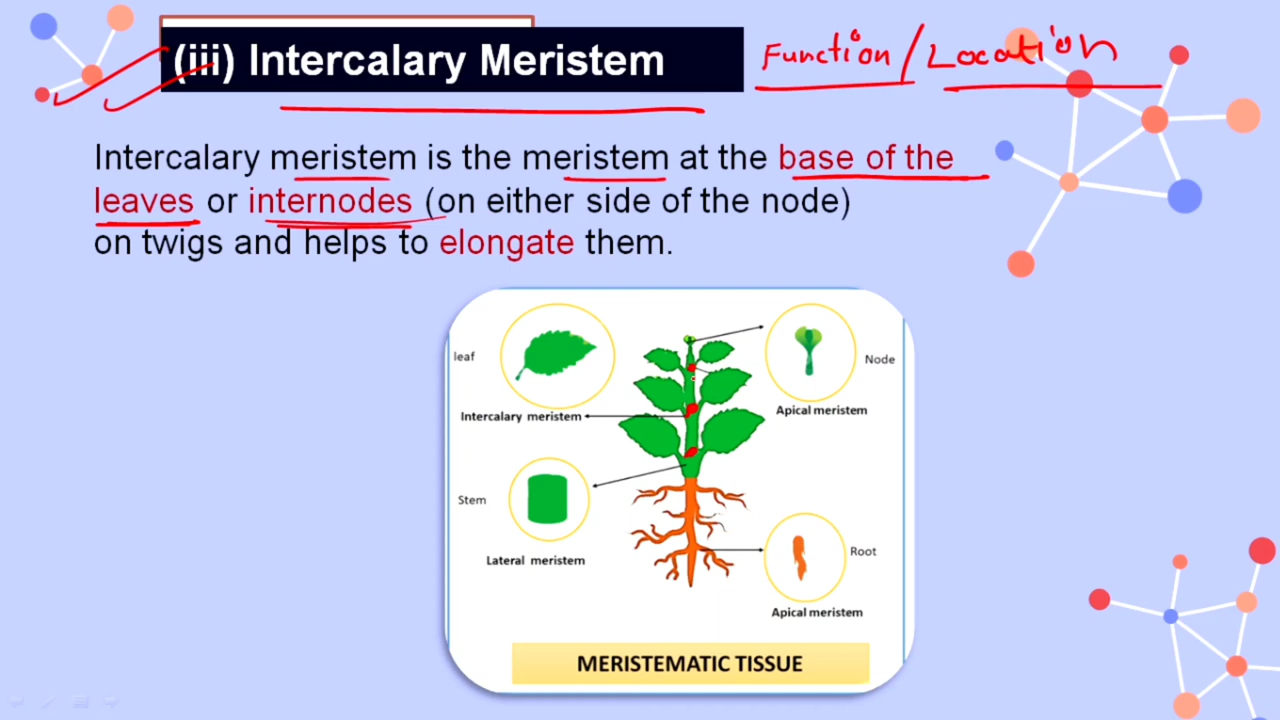 (iii) Intercalary Meristem Function / Location
Intercalary meristem is the meristem at the base of the
leaves or internodes (on either side of the node)
on twigs and helps to elongate them.
leaf
Node
Intercalary meristem
Apical meristem
Stem
Root
Lateral meristem
Apical meristem
MERISTEMATIC TISSUE